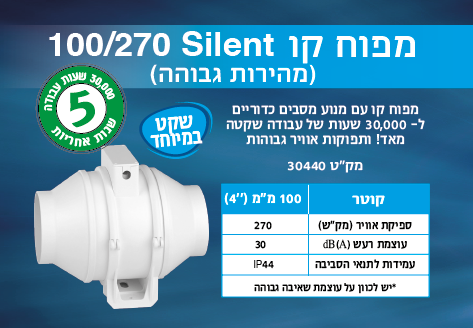 מפוח קו 100/270 Silent
(מהירות גבוהה)
30,000 שעות עבודה
5
שנות אחריות
שקט
במיוחד
מפוח קו עם מנוע מסבים כדוריים
ל- 30,000 שעות של עבודה שקטה
מאד! ותפוקות אוויר גבוהות
מק"ט 30440
קוטר 100 מ"מ ("4)
ספיקת אוויר (מק"ש) 270
עוצמת רעש dB(A) 30
עמידות לתנאי הסביבה IP44
*יש לכוון על עוצמת שאיבה גבוהה